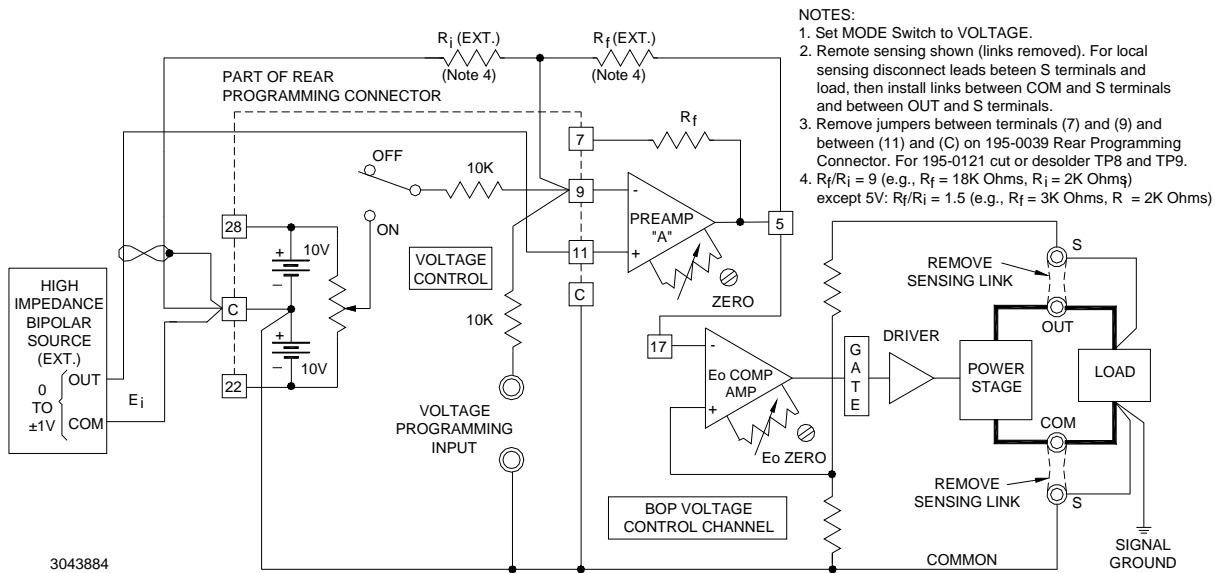 NOTES:
1. Set MODE Switch to VOLTAGE.
2. Remote sensing shown (links removed). For local
sensing disconnect leads beteen S terminals and
load, then install links between COM and S terminals
and between OUT and S terminals.
3. Remove jumpers between terminals (7) and (9) and
between (11) and (C) on 195-0039 Rear Programming
Connector. For 195-0121 cut or desolder TP8 and TP9.
4. Rf/Ri = 9 (e.g., Rf = 18K Ohms, Ri = 2K Ohms)
except 5V: Rf/Ri = 1.5 (e.g., Rf = 3K Ohms, Ri = 2K Ohms)
Ri (EXT.)
(Note 4)
Rf (EXT.)
(Note 4)
PART OF REAR
PROGRAMMING CONNECTOR
7
Rf
OFF
10K
9
-
PREAMP
"A"
+
11
5
ZERO
C
28
ON
+
10V
–
VOLTAGE
CONTROL
C
10K
+
10V
–
22
HIGH
IMPEDANCE
BIPOLAR
SOURCE
(EXT.)
0
TO
±1V
OUT
COM
Ei
VOLTAGE
PROGRAMMING
INPUT
17
-
Eo COMP
AMP
+
Eo ZERO
GATE
DRIVER
POWER
STAGE
S
REMOVE
SENSING LINK
OUT
LOAD
COM
REMOVE
SENSING LINK
S
BOP VOLTAGE
CONTROL CHANNEL
COMMON
SIGNAL
GROUND
3043884